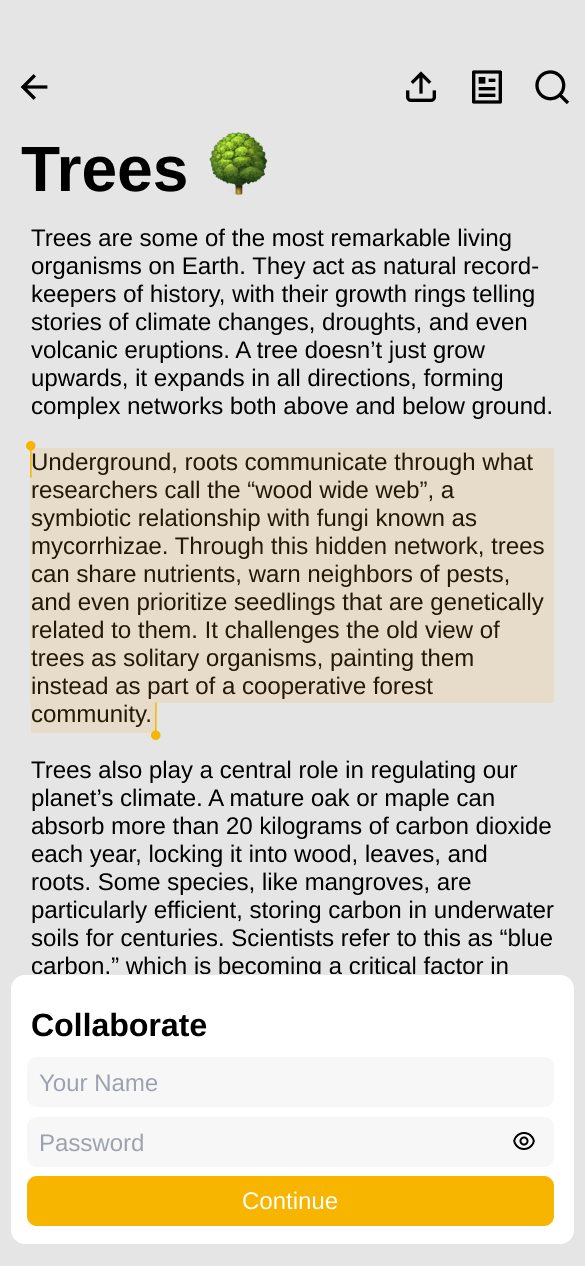 Trees 🌳
Trees are some of the most remarkable living
organisms on Earth. They act as natural record-
keepers of history, with their growth rings telling
stories of climate changes, droughts, and even
volcanic eruptions. A tree doesn’t just grow
upwards, it expands in all directions, forming
complex networks both above and below ground.
Underground, roots communicate through what
researchers call the “wood wide web”, a
symbiotic relationship with fungi known as
mycorrhizae. Through this hidden network, trees
can share nutrients, warn neighbors of pests,
and even prioritize seedlings that are genetically
related to them. It challenges the old view of
trees as solitary organisms, painting them
instead as part of a cooperative forest
community.
Trees also play a central role in regulating our
planet’s climate. A mature oak or maple can
absorb more than 20 kilograms of carbon dioxide
each year, locking it into wood, leaves, and
roots. Some species, like mangroves, are
particularly efficient, storing carbon in underwater
soils for centuries. Scientists refer to this as “blue
carbon,” which is becoming a critical factor in
Collaborate
Your Name
Password
Continue